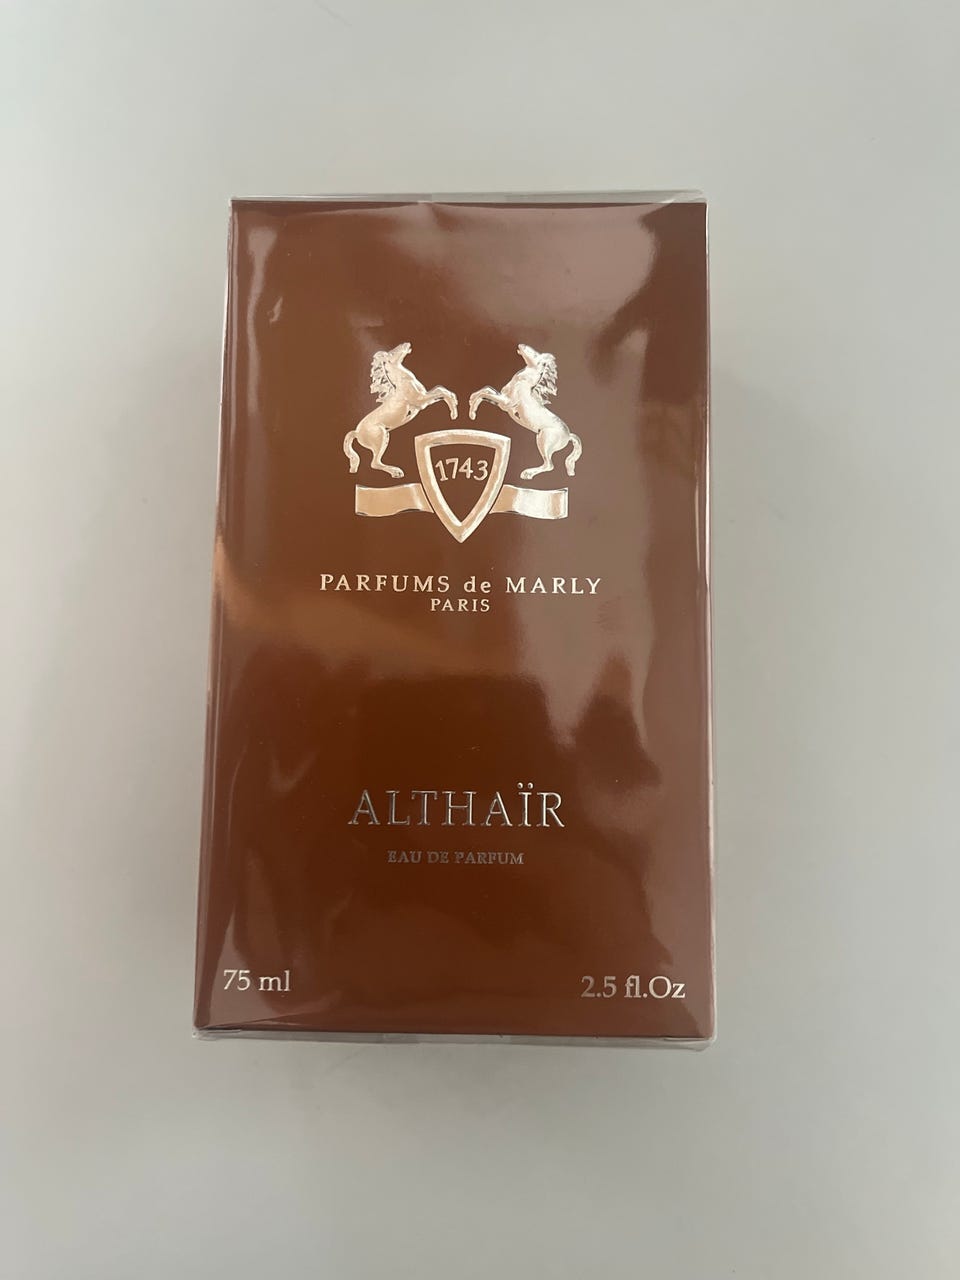 1743
PARFUMS de MARLY
PARIS
ALTHAÏR
EAU DE PARFUM
75 ml
2.5 fl.Oz